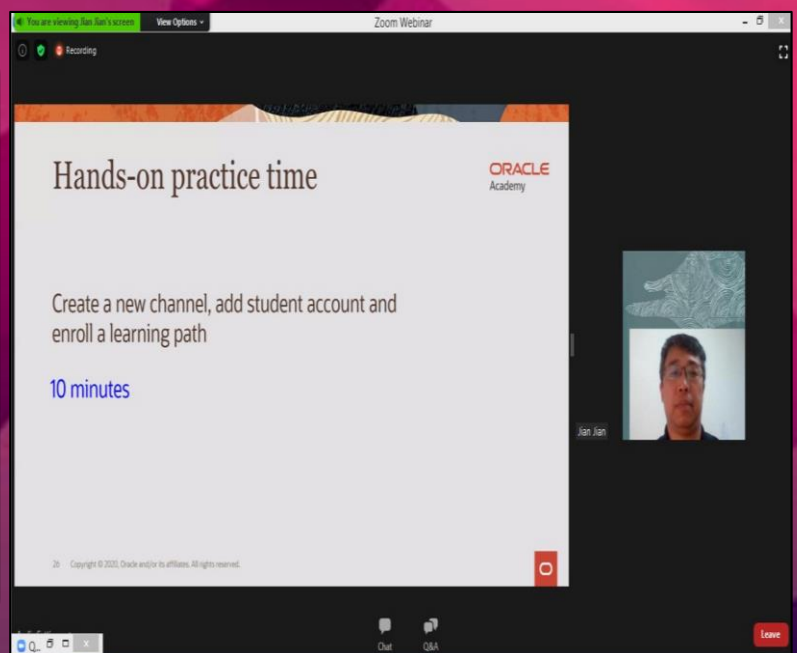 You are viewing Jian Jian's screen
View Options
Zoom Webinar
Recording
Hands-on practice time
ORACLE
Academy
Create a new channel, add student account and
enroll a learning path
10 minutes
Jian Jian
26 Copyright © 2020, Oracle and/or its affiliates. All rights reserved.
Chat
Q&A
Leave
Q...